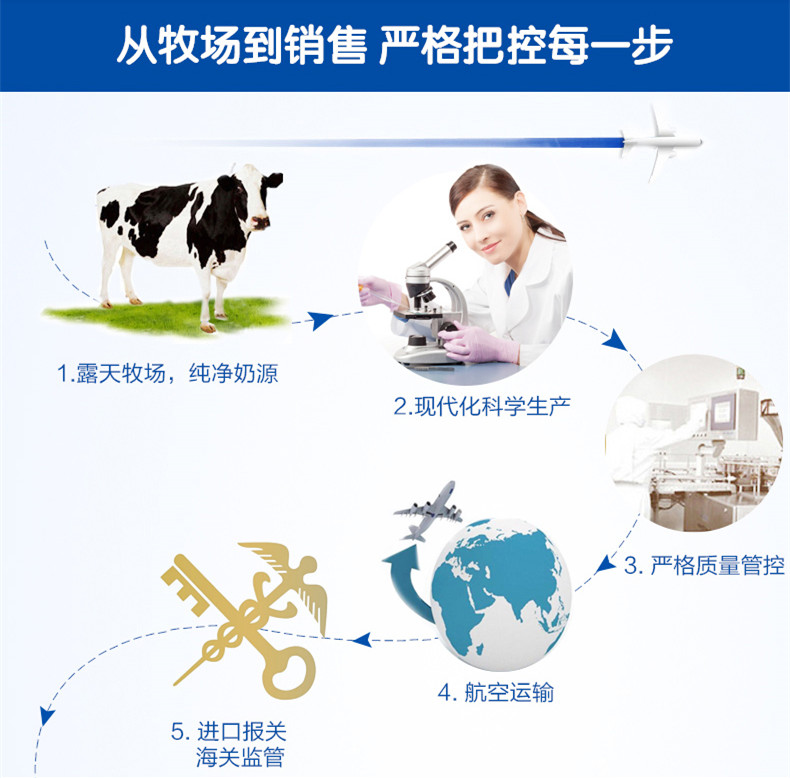 从牧场到销售 严格把控每一步
1.露天牧场，纯净奶源
2.现代化科学生产
3. 严格质量管控
4. 航空运输
5. 进口报关
海关监管